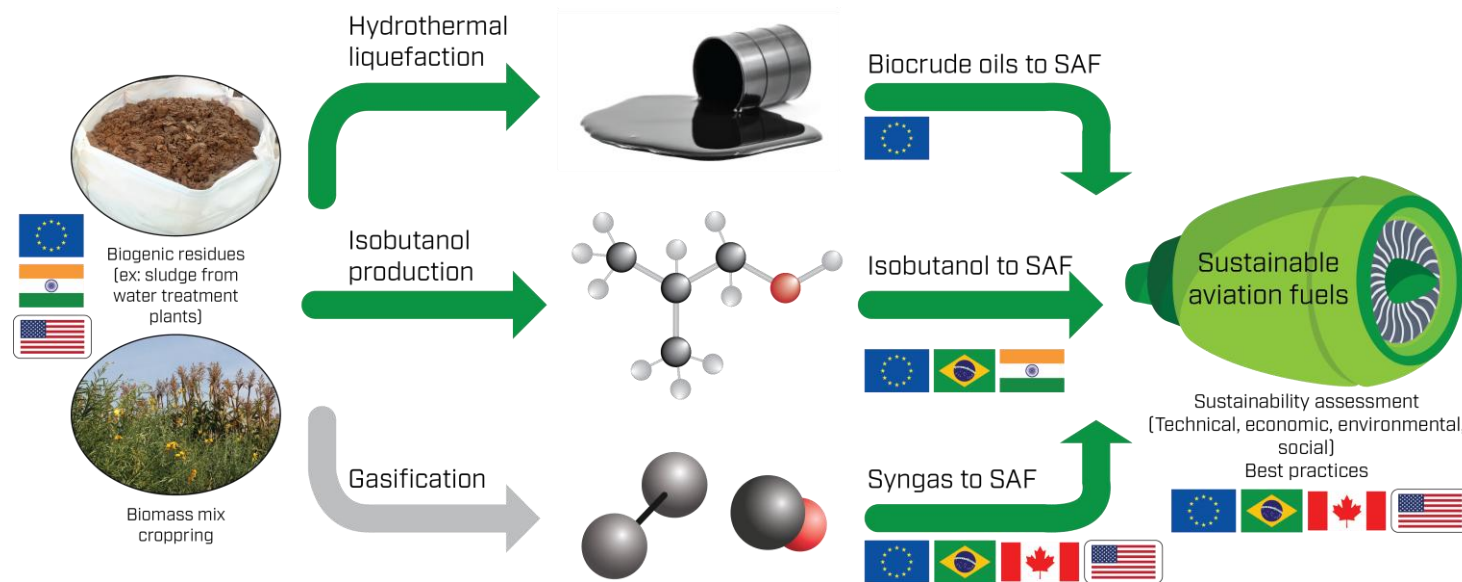 Hydrothermal
liquefaction
Biocrude oils to SAF
Biogenic residues
(ex: sludge from
water treatment
plants)
Isobutanol
production
Isobutanol to SAF
Sustainable
aviation fuels
Biomass mix
croppring
Gasification
Syngas to SAF
Sustainability assessment
(Technical, economic, environmental,
social)
Best practices